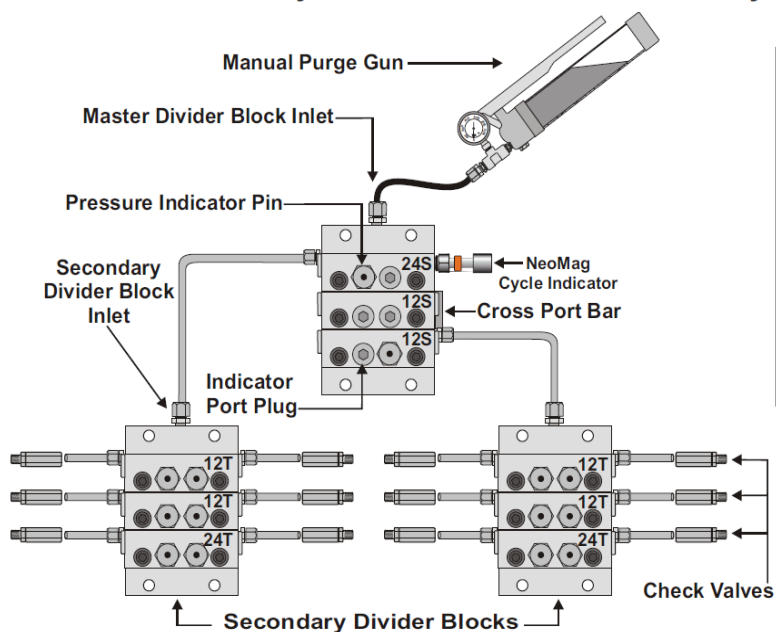 Manual Purge Gun
Master Divider Block Inlet
Pressure Indicator Pin
Secondary
Divider Block
Inlet
24S
NeoMag
Cycle Indicator
12S
Cross Port Bar
12S
Indicator
Port Plug
12T
12T
24T
12T
12T
24T
Check Valves
Secondary Divider Blocks